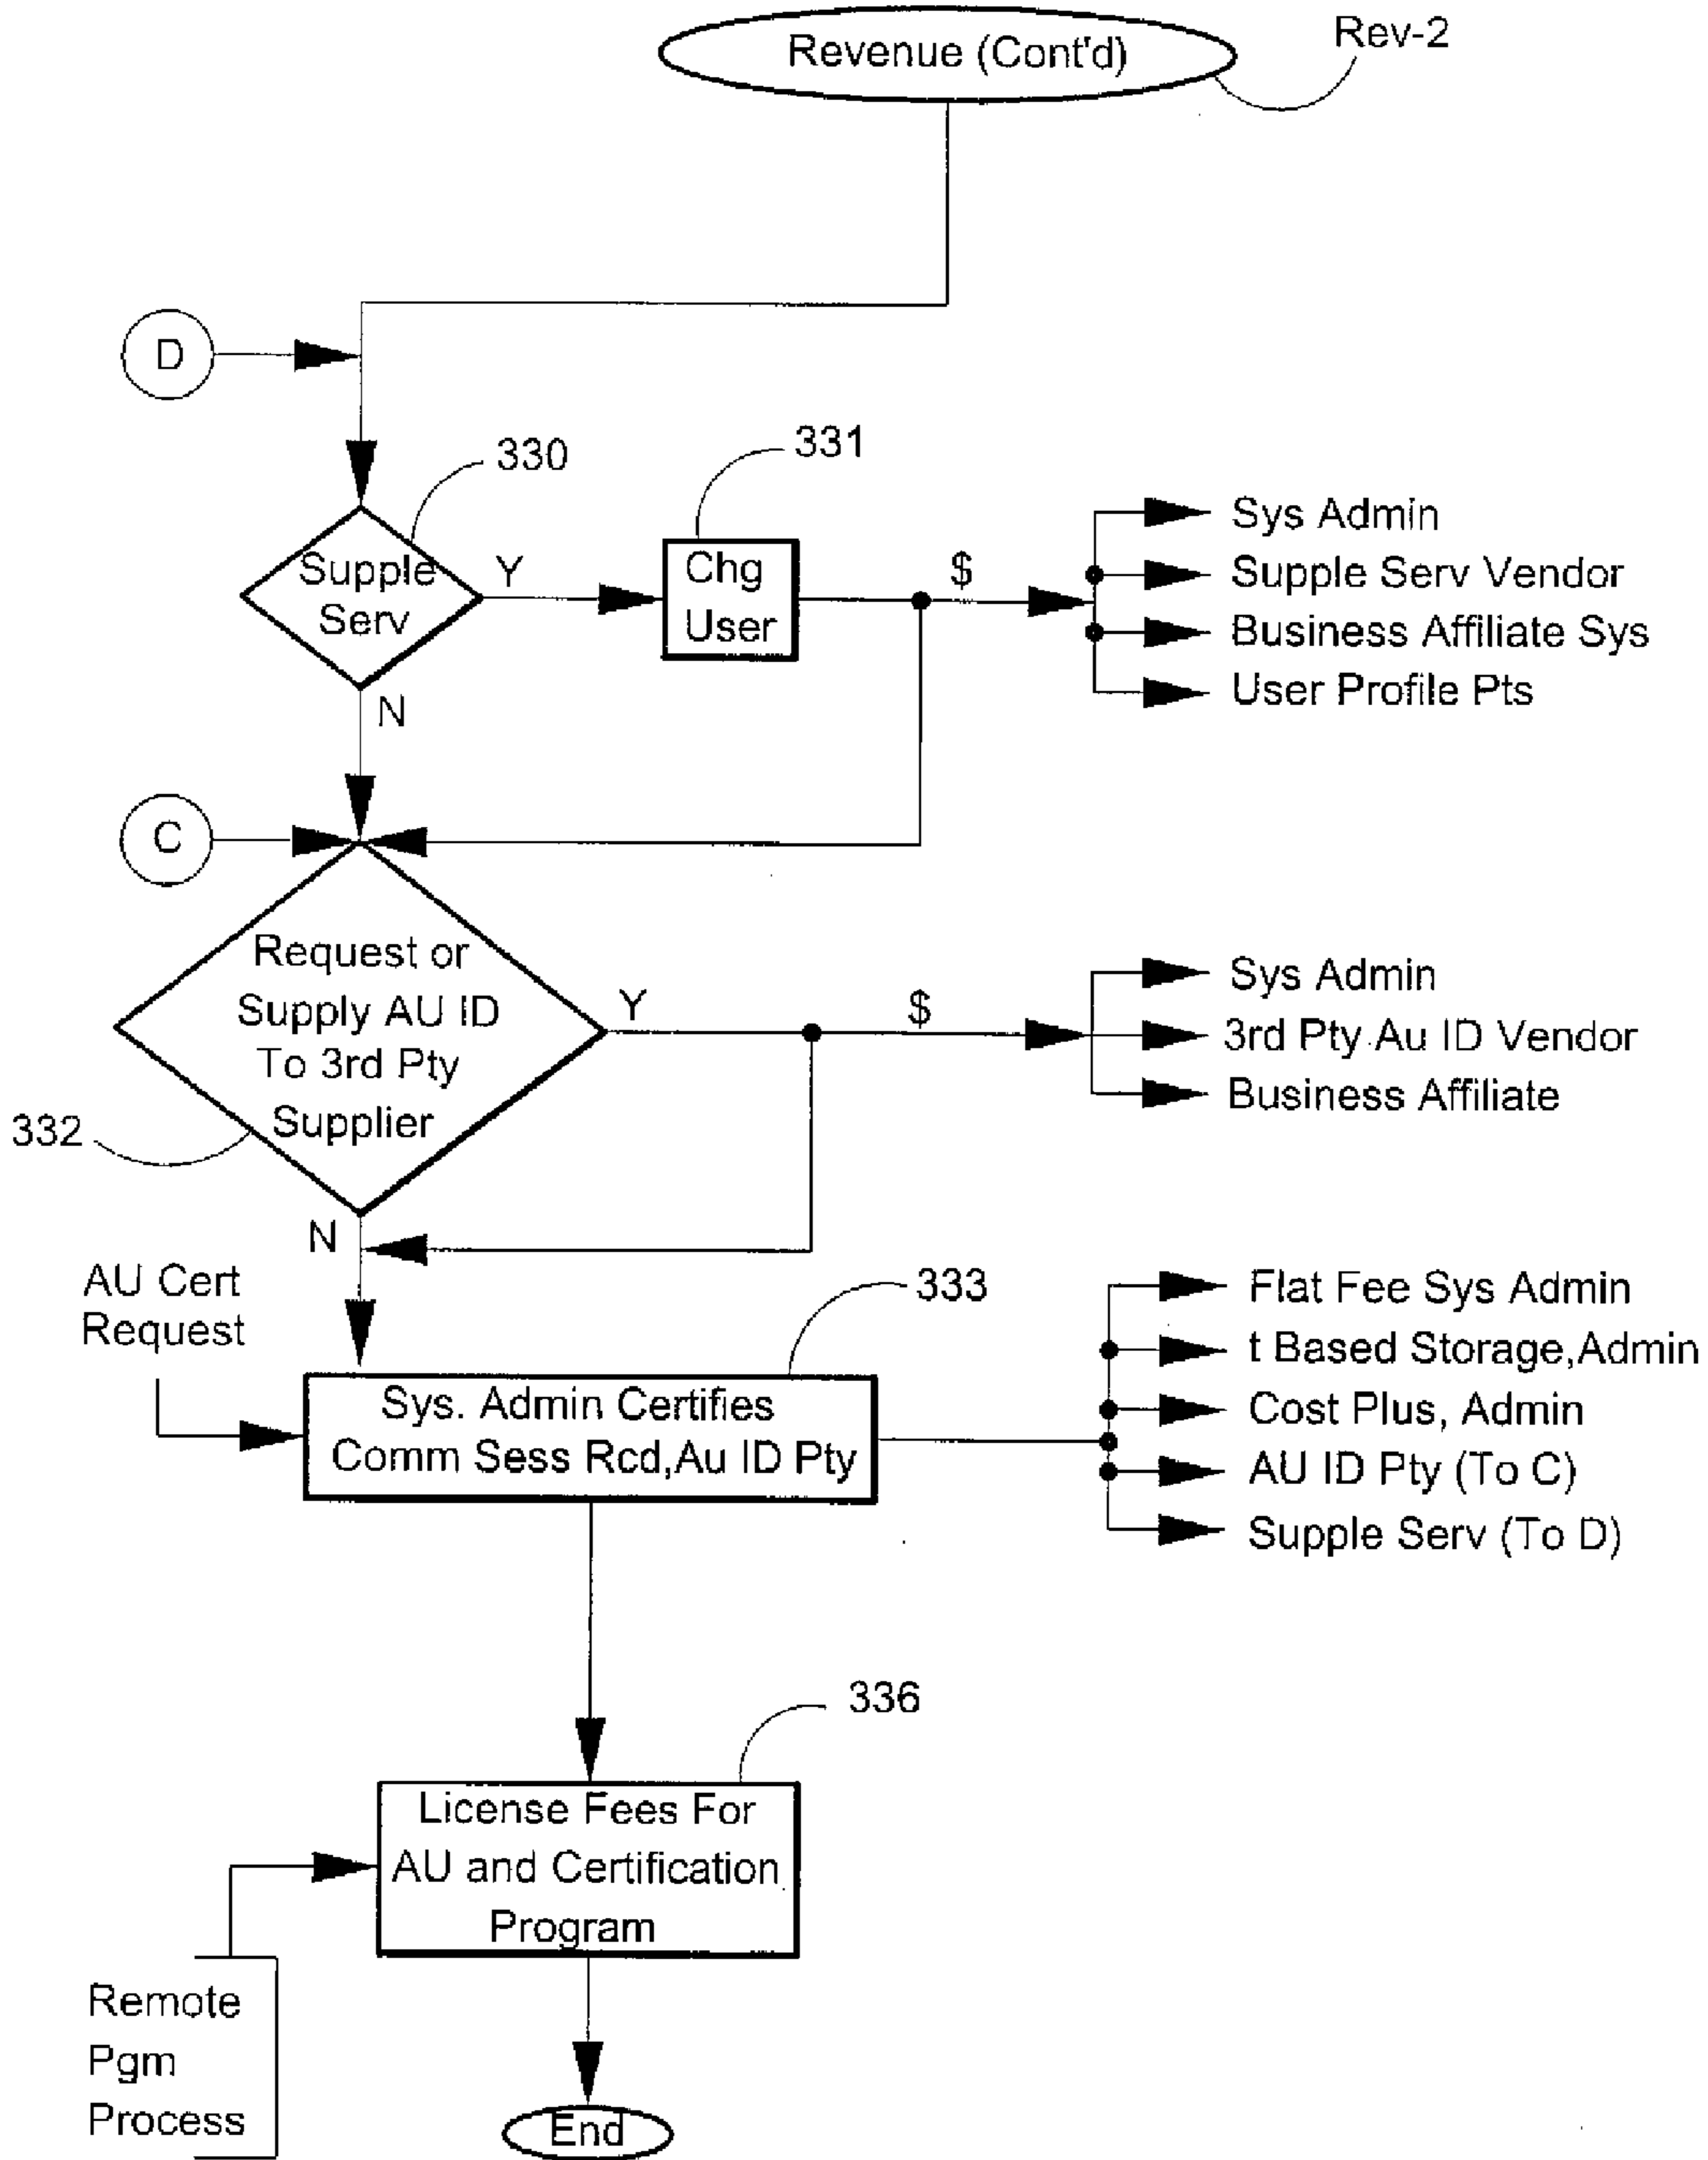 Revenue (Cont'd)
Rev-2
D
330
331
Supple
Serv
Y
Chg
User
$
Sys Admin
Supple Serv Vendor
Business Affiliate Sys
User Profile Pts
N
C
Request or
Supply AU ID
To 3rd Pty
Supplier
Y
$
Sys Admin
3rd Pty Au ID Vendor
Business Affiliate
332
N
AU Cert
Request
333
Sys. Admin Certifies
Comm Sess Rcd,Au ID Pty
Flat Fee Sys Admin
t Based Storage,Admin
Cost Plus, Admin
AU ID Pty (To C)
Supple Serv (To D)
336
License Fees For
AU and Certification
Program
Remote
Pgm
Process
End